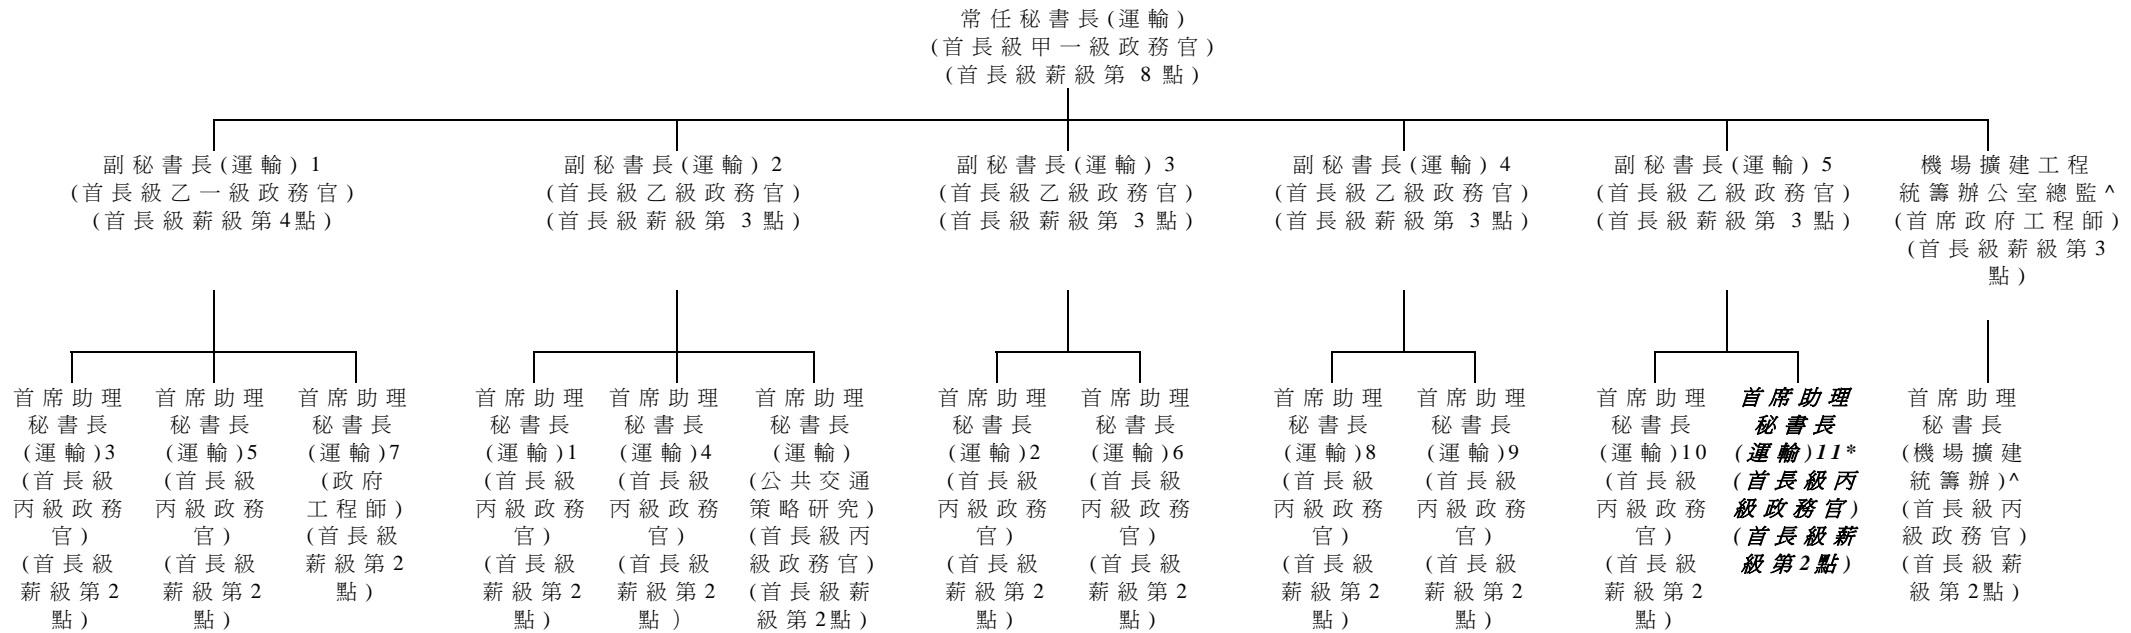 常任秘書長(運輸)
(首長級甲一級政務官)
(首長級薪級第 8 點)
副秘書長(運輸) 1
(首長級乙一級政務官)
(首長級薪級第4點)
副秘書長(運輸) 2
(首長級乙級政務官)
(首長級薪級第 3 點)
副秘書長(運輸) 3
(首長級乙級政務官)
(首長級薪級第 3 點)
副秘書長(運輸) 4
(首長級乙級政務官)
(首長級薪級第 3 點)
副秘書長(運輸) 5
(首長級乙級政務官)
(首長級薪級第 3 點)
機場擴建工程
統籌辦公室總監^
(首席政府工程師)
(首長級薪級第3
點)
首席助理
秘書長
(運輸)3
(首長級
丙級政務
官)
(首長級
薪級第2
點)
首席助理
秘書長
(運輸)5
(首長級
丙級政務
官)
(首長級
薪級第2
點)
首席助理
秘書長
(運輸)7
(政府
工程師)
(首長級
薪級第2
點)
首席助理
秘書長
(運輸)1
(首長級
丙級政務
官)
(首長級
薪級第2
點)
首席助理
秘書長
(運輸)4
(首長級
丙級政務
官)
(首長級
薪級第2
點)
首席助理
秘書長
(運輸)
(公共交通
策略研究)
(首長級丙
級政務官)
(首長級薪
級第2點)
首席助理
秘書長
(運輸)2
(首長級
丙級政務
官)
(首長級
薪級第2
點)
首席助理
秘書長
(運輸)6
(首長級
丙級政務
官)
(首長級
薪級第2
點)
首席助理
秘書長
(運輸)8
(首長級
丙級政務
官)
(首長級
薪級第2
點)
首席助理
秘書長
(運輸)9
(首長級
丙級政務
官)
(首長級
薪級第2
點)
首席助理
秘書長
(運輸)10
(首長級
丙級政務
官)
(首長級
薪級第2
點)
首席助理
秘書長
(運輸)11*
(首長級丙
級政務官)
(首長級薪
級第2點)
首席助理
秘書長
(機場擴建
統籌辦)^
(首長級丙
級政務官)
(首長級薪
級第2點)